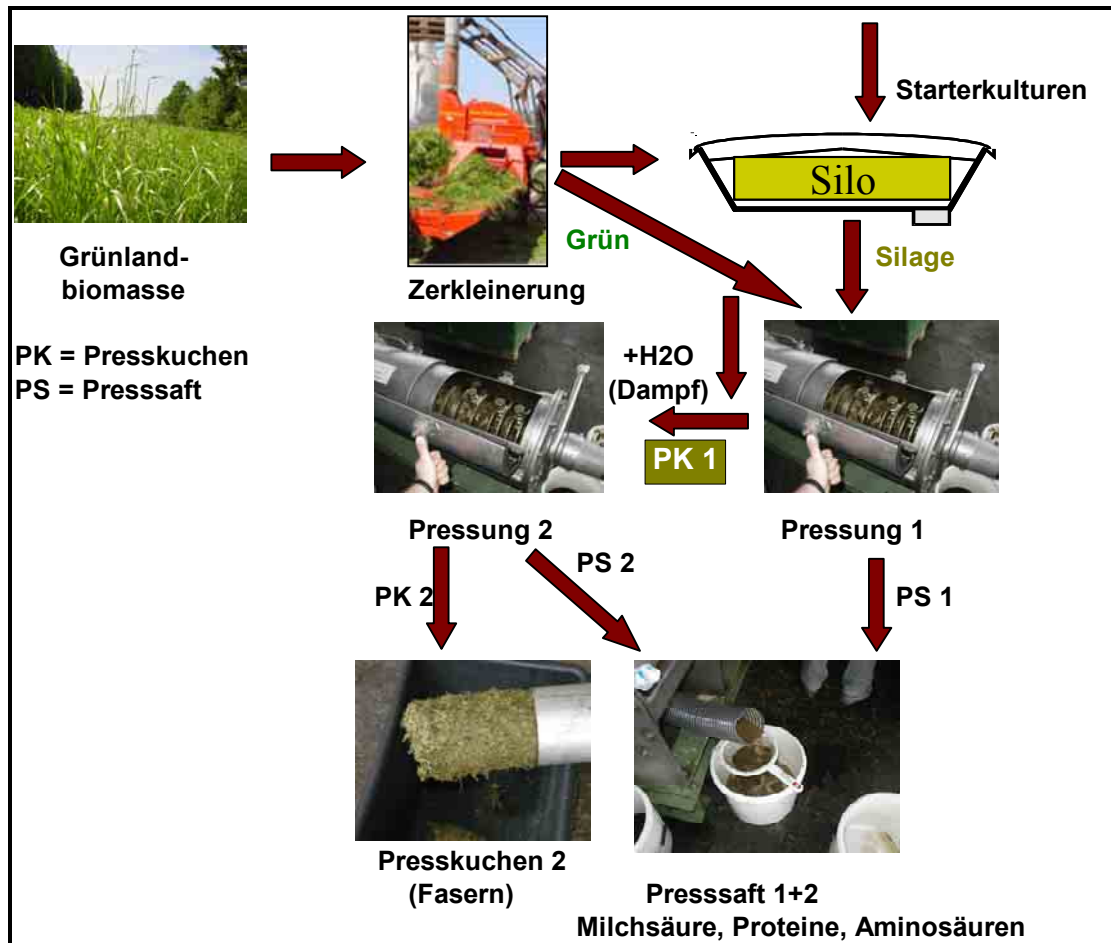 Starterkulturen
Silo
Grün
Silage
Grünland-
biomasse
Zerkleinerung
PK = Presskuchen
PS = Presssaft
+H2O
(Dampf)
PK 1
Pressung 2
Pressung 1
PS 2
PK 2
PS 1
Presskuchen 2
(Fasern)
Presssaft 1+2
Milchsäure, Proteine, Aminosäuren